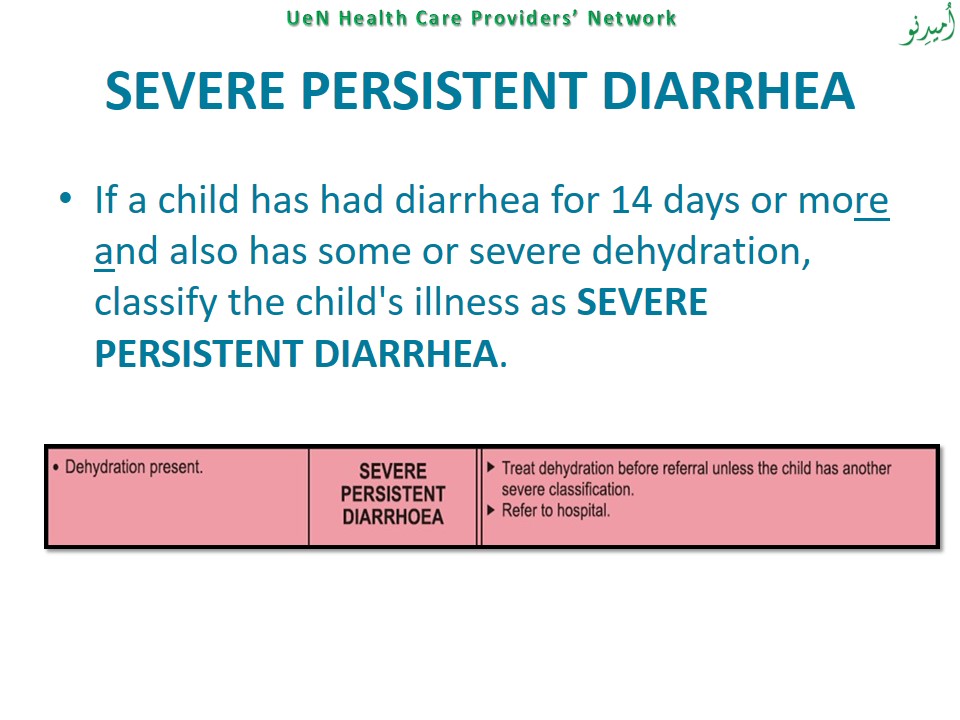 UeN Health Care Providers’ Network
اُمیدِنو
SEVERE PERSISTENT DIARRHEA
• If a child has had diarrhea for 14 days or more
and also has some or severe dehydration,
classify the child's illness as SEVERE
PERSISTENT DIARRHEA.
• Dehydration present.
SEVERE
PERSISTENT
DIARRHOEA
▶ Treat dehydration before referral unless the child has another
severe classification.
▶ Refer to hospital.